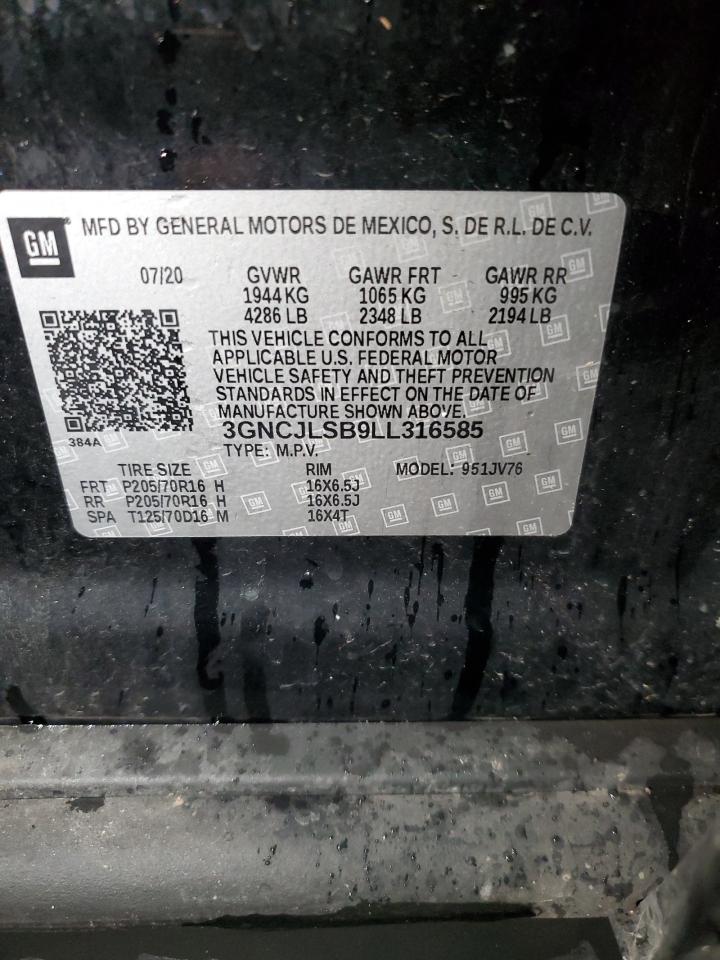 GM
MFD BY GENERAL MOTORS DE MEXICO, S. DE R.L. DE C.V.
07/20 GVWR GAWR FRT GAWR RR
1944 KG 1065 KG 995 KG
4286 LB 2348 LB 2194 LB
THIS VEHICLE CONFORMS TO ALL
APPLICABLE U.S. FEDERAL MOTOR
VEHICLE SAFETY AND THEFT PREVENTION
STANDARDS IN EFFECT ON THE DATE OF
MANUFACTURE SHOWN ABOVE.
3GNCJLSB9LL316585
384A
TYPE: M.P.V.
TIRE SIZE RIM MODEL: 951JV76
FRT P205/70R16 H 16X6.5J
RR P205/70R16 H 16X6.5J
SPA T125/70D16 M 16X4T